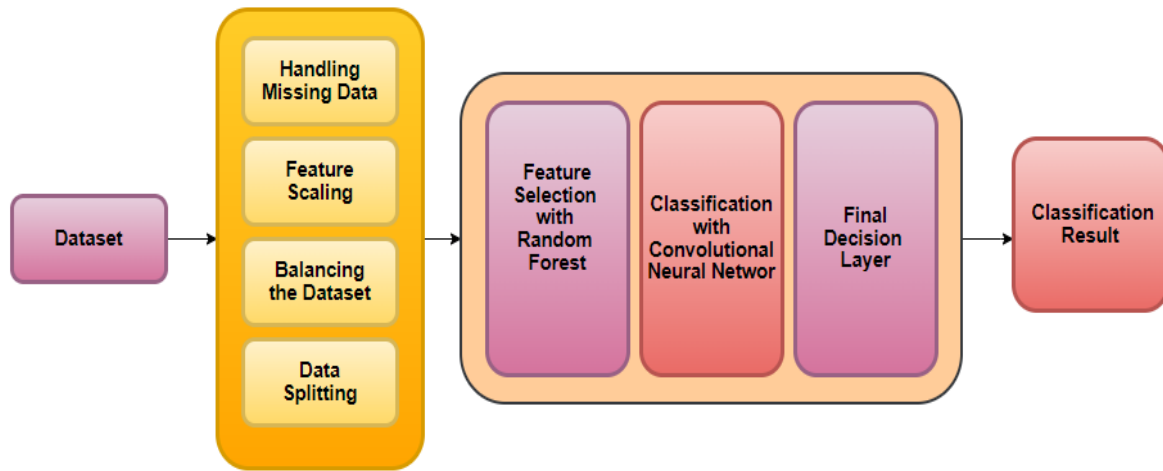 Dataset
Handling
Missing Data
Feature
Scaling
Balancing
the Dataset
Data
Splitting
Feature
Selection
with
Random
Forest
Classification
with
Convolutional
Neural Networ
Final
Decision
Layer
Classification
Result